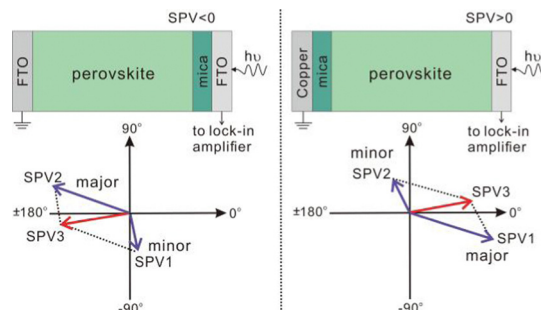 SPV<0
FTO
perovskite
mica
FTO
hυ
to lock-in
amplifier
90°
SPV2
major
±180°
0°
SPV3
minor
SPV1
-90°
SPV>0
Copper
mica
perovskite
FTO
hυ
to lock-in
amplifier
90°
minor
SPV2
SPV3
±180°
0°
SPV1
major
-90°